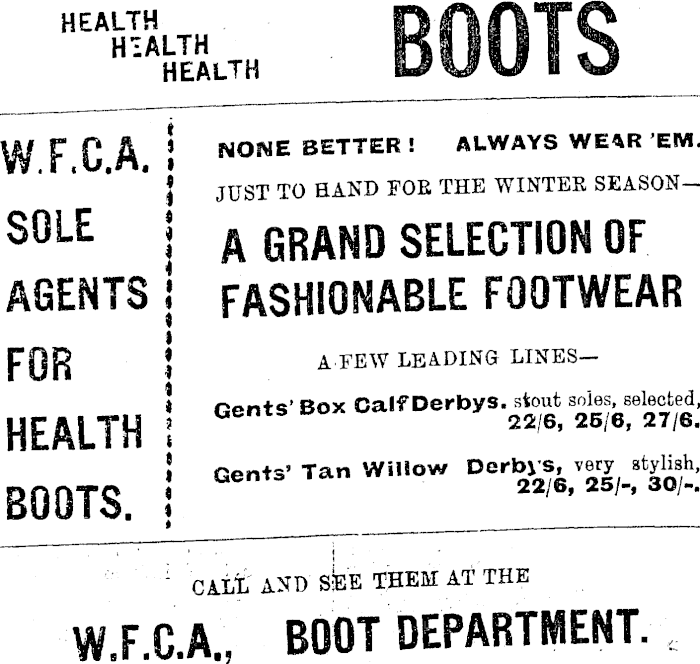 HEALTH
HEALTH
HEALTH
BOOTS
W.F.C.A.
SOLE
AGENTS
FOR
HEALTH
BOOTS.
NONE BETTER! ALWAYS WEAR 'EM.
JUST TO HAND FOR THE WINTER SEASON—
A GRAND SELECTION OF
FASHIONABLE FOOTWEAR
A FEW LEADING LINES—
Gents' Box Calf Derbys. stout soles, selected,
22/6, 25/6, 27/6.
Gents' Tan Willow Derbys, very stylish,
22/6, 25/-, 30/-.
CALL AND SEE THEM AT THE
W.F.C.A., BOOT DEPARTMENT.